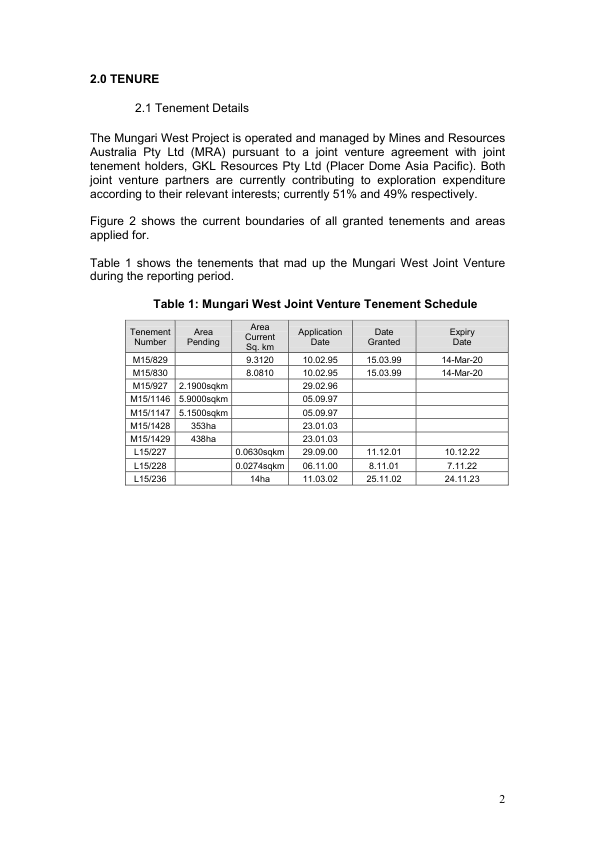 2.0 TENURE
2.1 Tenement Details
The Mungari West Project is operated and managed by Mines and Resources
Australia Pty Ltd (MRA) pursuant to a joint venture agreement with joint
tenement holders, GKL Resources Pty Ltd (Placer Dome Asia Pacific). Both
joint venture partners are currently contributing to exploration expenditure
according to their relevant interests; currently 51% and 49% respectively.
Figure 2 shows the current boundaries of all granted tenements and areas
applied for.
Table 1 shows the tenements that mad up the Mungari West Joint Venture
during the reporting period.
Table 1: Mungari West Joint Venture Tenement Schedule
Tenement Number Area Pending Area Current Sq. km Application Date Date Granted Expiry Date
M15/829 9.3120 10.02.95 15.03.99 14-Mar-20
M15/830 8.0810 10.02.95 15.03.99 14-Mar-20
M15/927 2.1900sqkm 29.02.96
M15/1146 5.9000sqkm 05.09.97
M15/1147 5.1500sqkm 05.09.97
M15/1428 353ha 23.01.03
M15/1429 438ha 23.01.03
L15/227 0.0630sqkm 29.09.00 11.12.01 10.12.22
L15/228 0.0274sqkm 06.11.00 8.11.01 7.11.22
L15/236 14ha 11.03.02 25.11.02 24.11.23
2